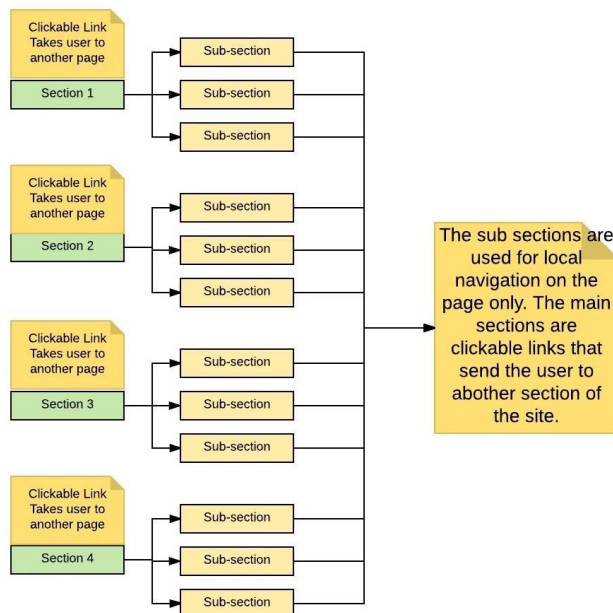 Clickable Link
Takes user to
another page
Section 1
Sub-section
Sub-section
Sub-section
Clickable Link
Takes user to
another page
Section 2
Sub-section
Sub-section
Sub-section
Clickable Link
Takes user to
another page
Section 3
Sub-section
Sub-section
Sub-section
Clickable Link
Takes user to
another page
Section 4
Sub-section
Sub-section
Sub-section
The sub sections are
used for local
navigation on the
page only. The main
sections are
clickable links that
send the user to
abother section of
the site.